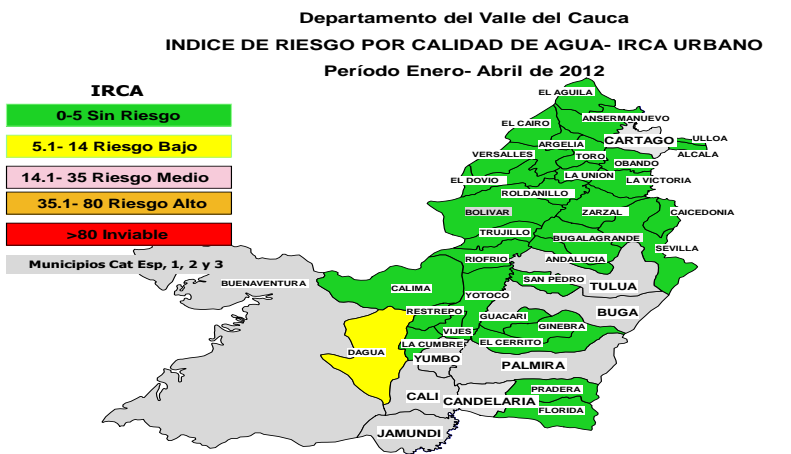 Departamento del Valle del Cauca
INDICE DE RIESGO POR CALIDAD DE AGUA- IRCA URBANO
Período Enero- Abril de 2012
IRCA
0-5 Sin Riesgo
5.1- 14 Riesgo Bajo
14.1- 35 Riesgo Medio
35.1- 80 Riesgo Alto
>80 Inviable
Municipios Cat Esp, 1, 2 y 3
EL AGUILA
ANSERMANUEVO
EL CAIRO
CARTAGO
ULLOA
ARGELIA
ALCALA
VERSALLES
TORO
OBANDO
LA UNION
EL DOVIO
LA VICTORIA
ROLDANILLO
BOLIVAR
ZARZAL
CAICEDONIA
TRUJILLO
BUGALAGRANDE
SEVILLA
RIOFRIO
ANDALUCIA
SAN PEDRO
TULUA
BUENAVENTURA
CALIMA
YOTOCO
RESTREPO
GUACARI
BUGA
VIJES
GINEBRA
LA CUMBRE
EL CERRITO
DAGUA
YUMBO
PALMIRA
PRADERA
CALI
CANDELARIA
FLORIDA
JAMUNDI